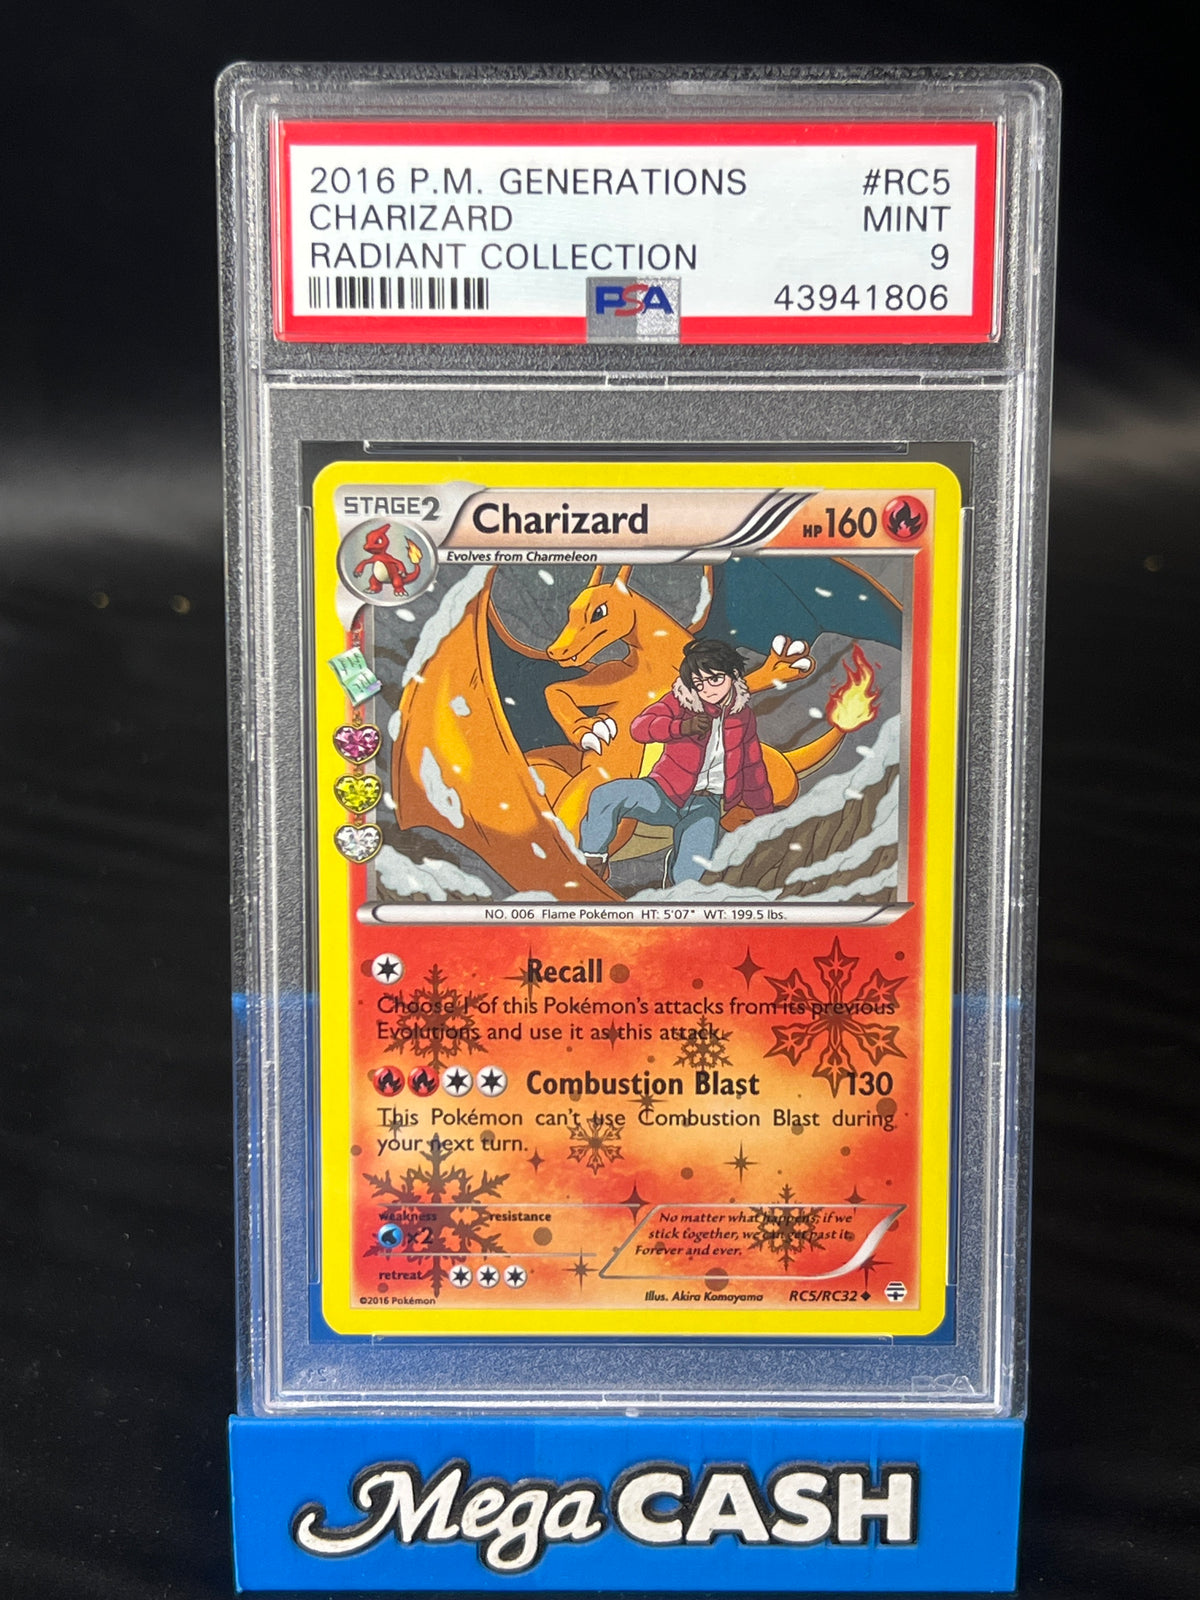 2016 P.M. GENERATIONS #RC5
CHARIZARD MINT
RADIANT COLLECTION 9
PSA 43941806
STAGE2 Charizard HP160
Evolves from Charmeleon
NO. 006 Flame Pokémon HT: 5'07" WT: 199.5 lbs.
Recall
Choose 1 of this Pokémon's attacks from its previous
Evolutions and use it as this attack.
Combustion Blast 130
This Pokémon can't use Combustion Blast during
your next turn.
weakness resistance
x2
No matter what happens, if we
stick together, we can get past it.
Forever and ever.
retreat
©2016 Pokémon Illus. Akira Komayama RC5/RC32
PSA
Mega CASH